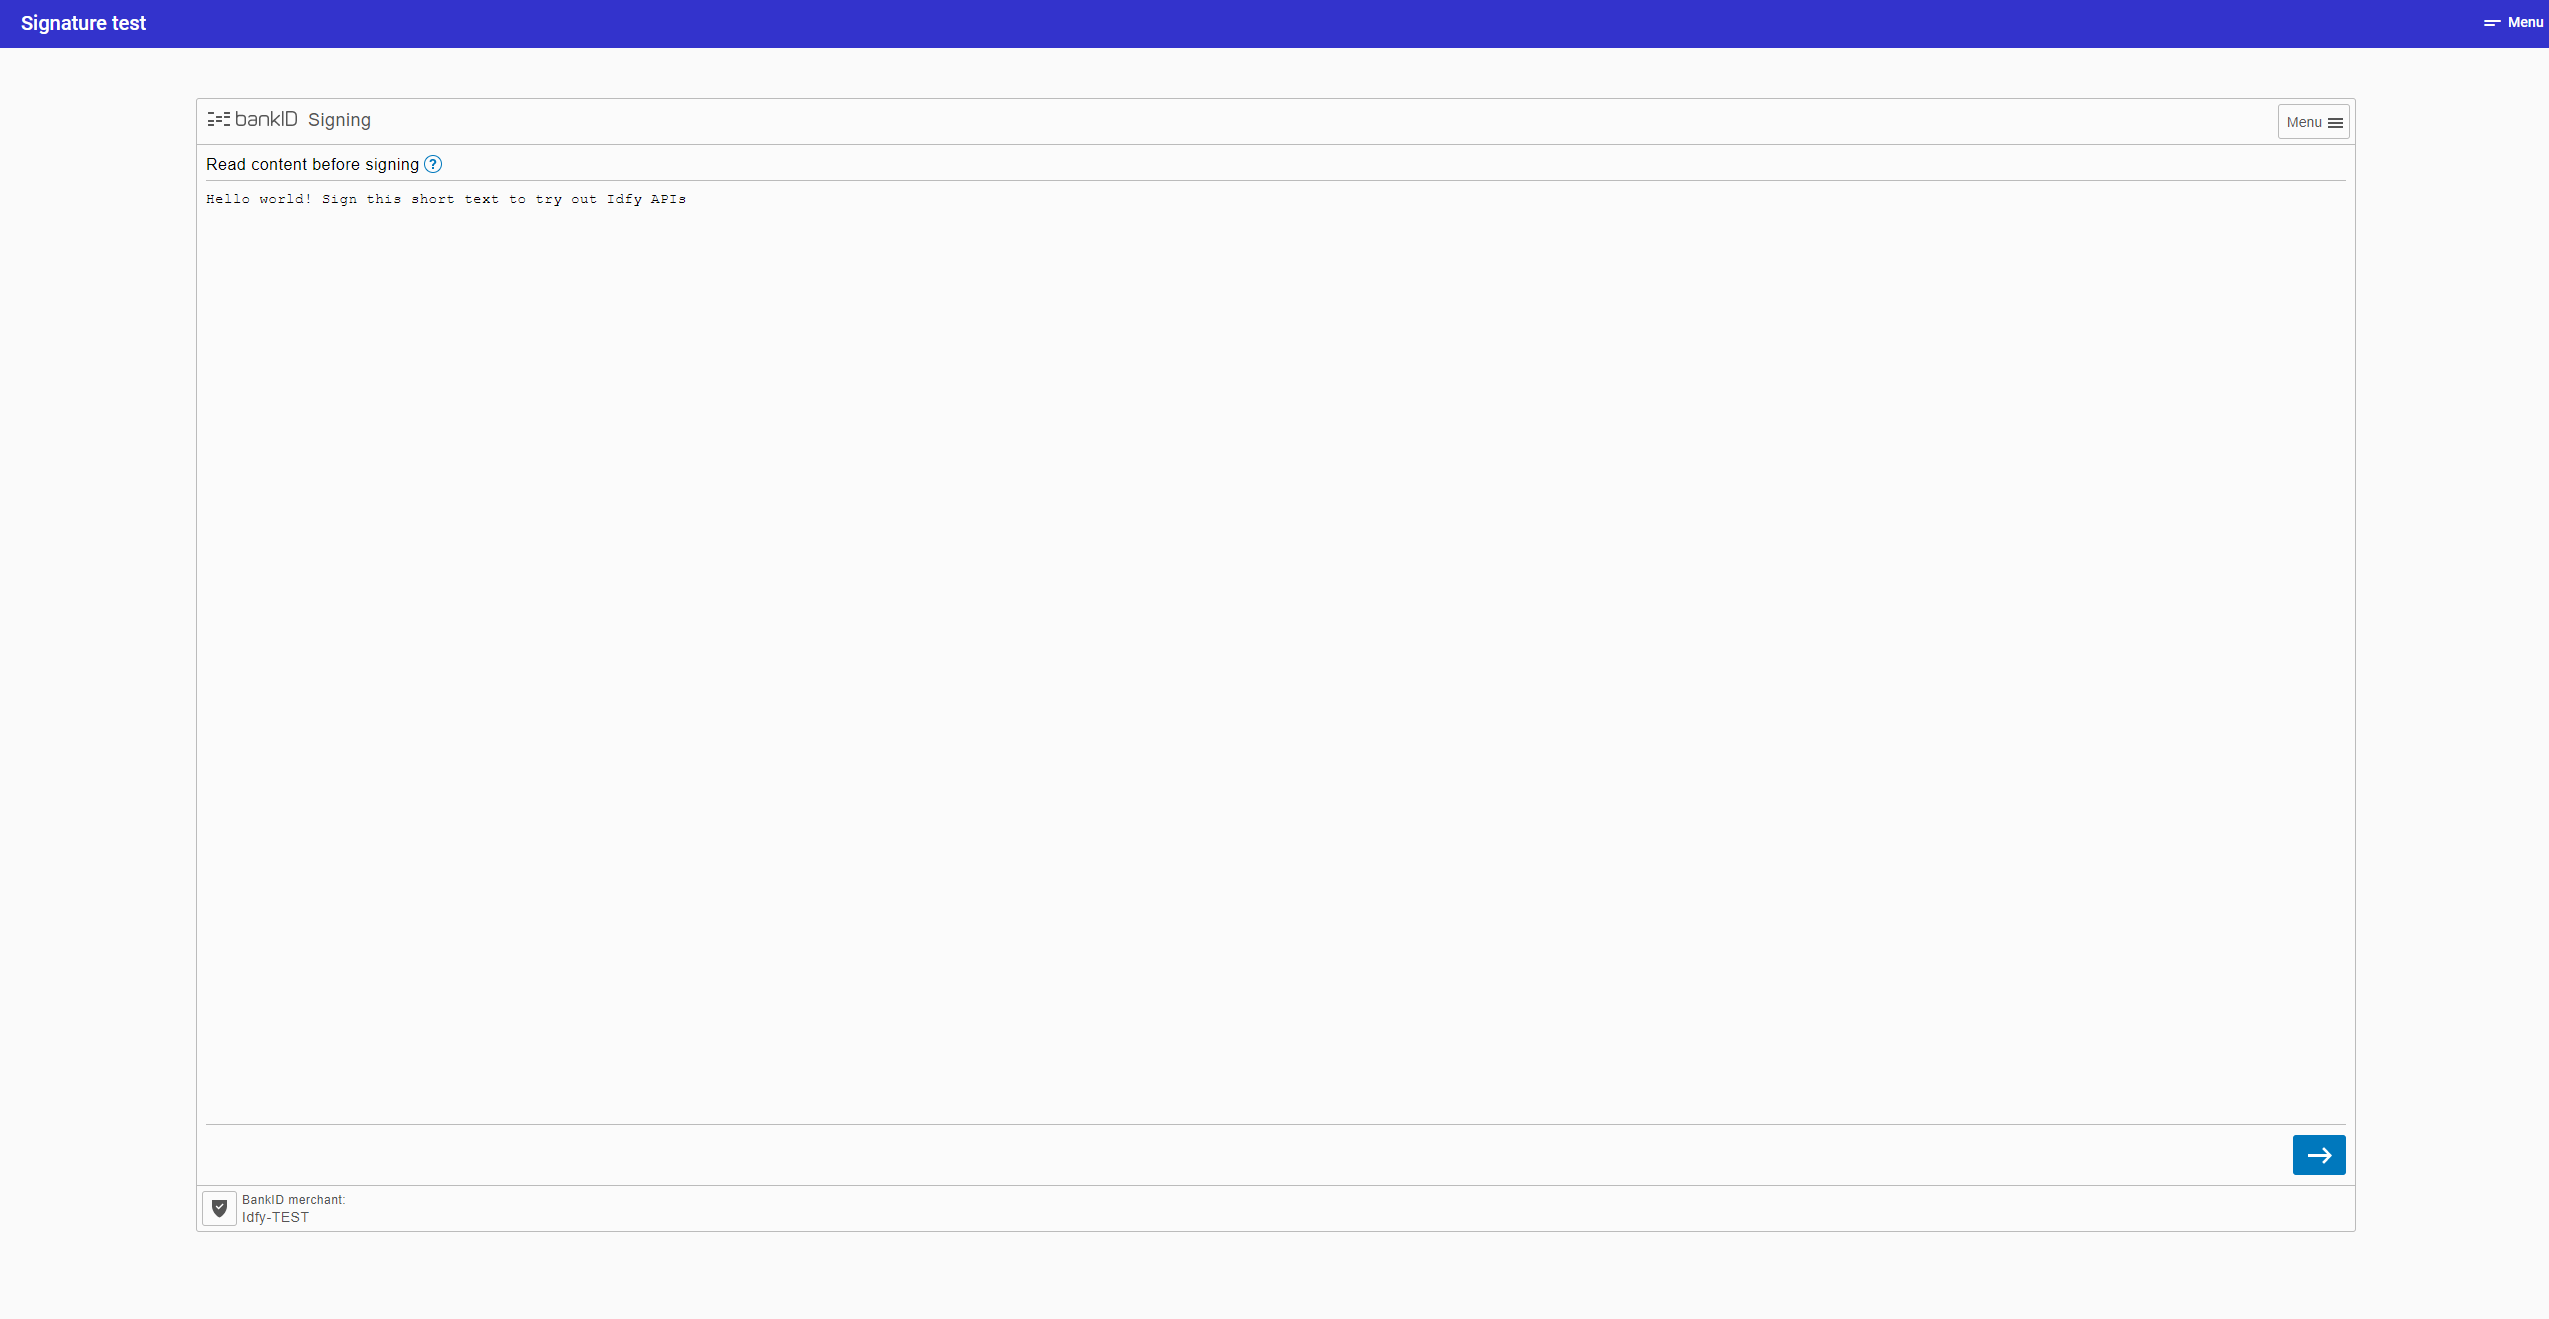 Signature test
Menu
bankID Signing
Menu
Read content before signing ?
Hello world! Sign this short text to try out Idfy APIs
BankID merchant:
Idfy-TEST